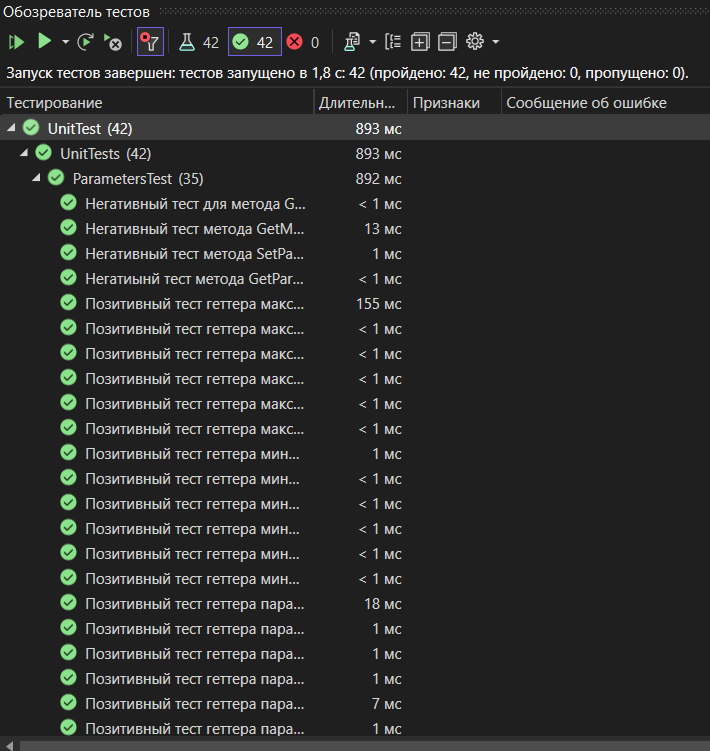 Обозреватель тестов
42 42 0
Запуск тестов завершен: тестов запущено в 1,8 с: 42 (пройдено: 42, не пройдено: 0, пропущено: 0).
Тестирование Длительн... Признаки Сообщение об ошибке
UnitTest (42) 893 мс
UnitTests (42) 893 мс
ParametersTest (35) 892 мс
Негативный тест для метода G... < 1 мс
Негативный тест метода GetM... 13 мс
Негативный тест метода SetPa... 1 мс
Негатиынй тест метода GetPar... < 1 мс
Позитивный тест геттера макс... 155 мс
Позитивный тест геттера макс... < 1 мс
Позитивный тест геттера макс... < 1 мс
Позитивный тест геттера макс... < 1 мс
Позитивный тест геттера макс... < 1 мс
Позитивный тест геттера макс... < 1 мс
Позитивный тест геттера мин... 1 мс
Позитивный тест геттера мин... < 1 мс
Позитивный тест геттера мин... < 1 мс
Позитивный тест геттера мин... < 1 мс
Позитивный тест геттера мин... < 1 мс
Позитивный тест геттера мин... < 1 мс
Позитивный тест геттера пара... 18 мс
Позитивный тест геттера пара... 1 мс
Позитивный тест геттера пара... 1 мс
Позитивный тест геттера пара... 1 мс
Позитивный тест геттера пара... 7 мс
Позитивный тест геттера пара... 1 мс